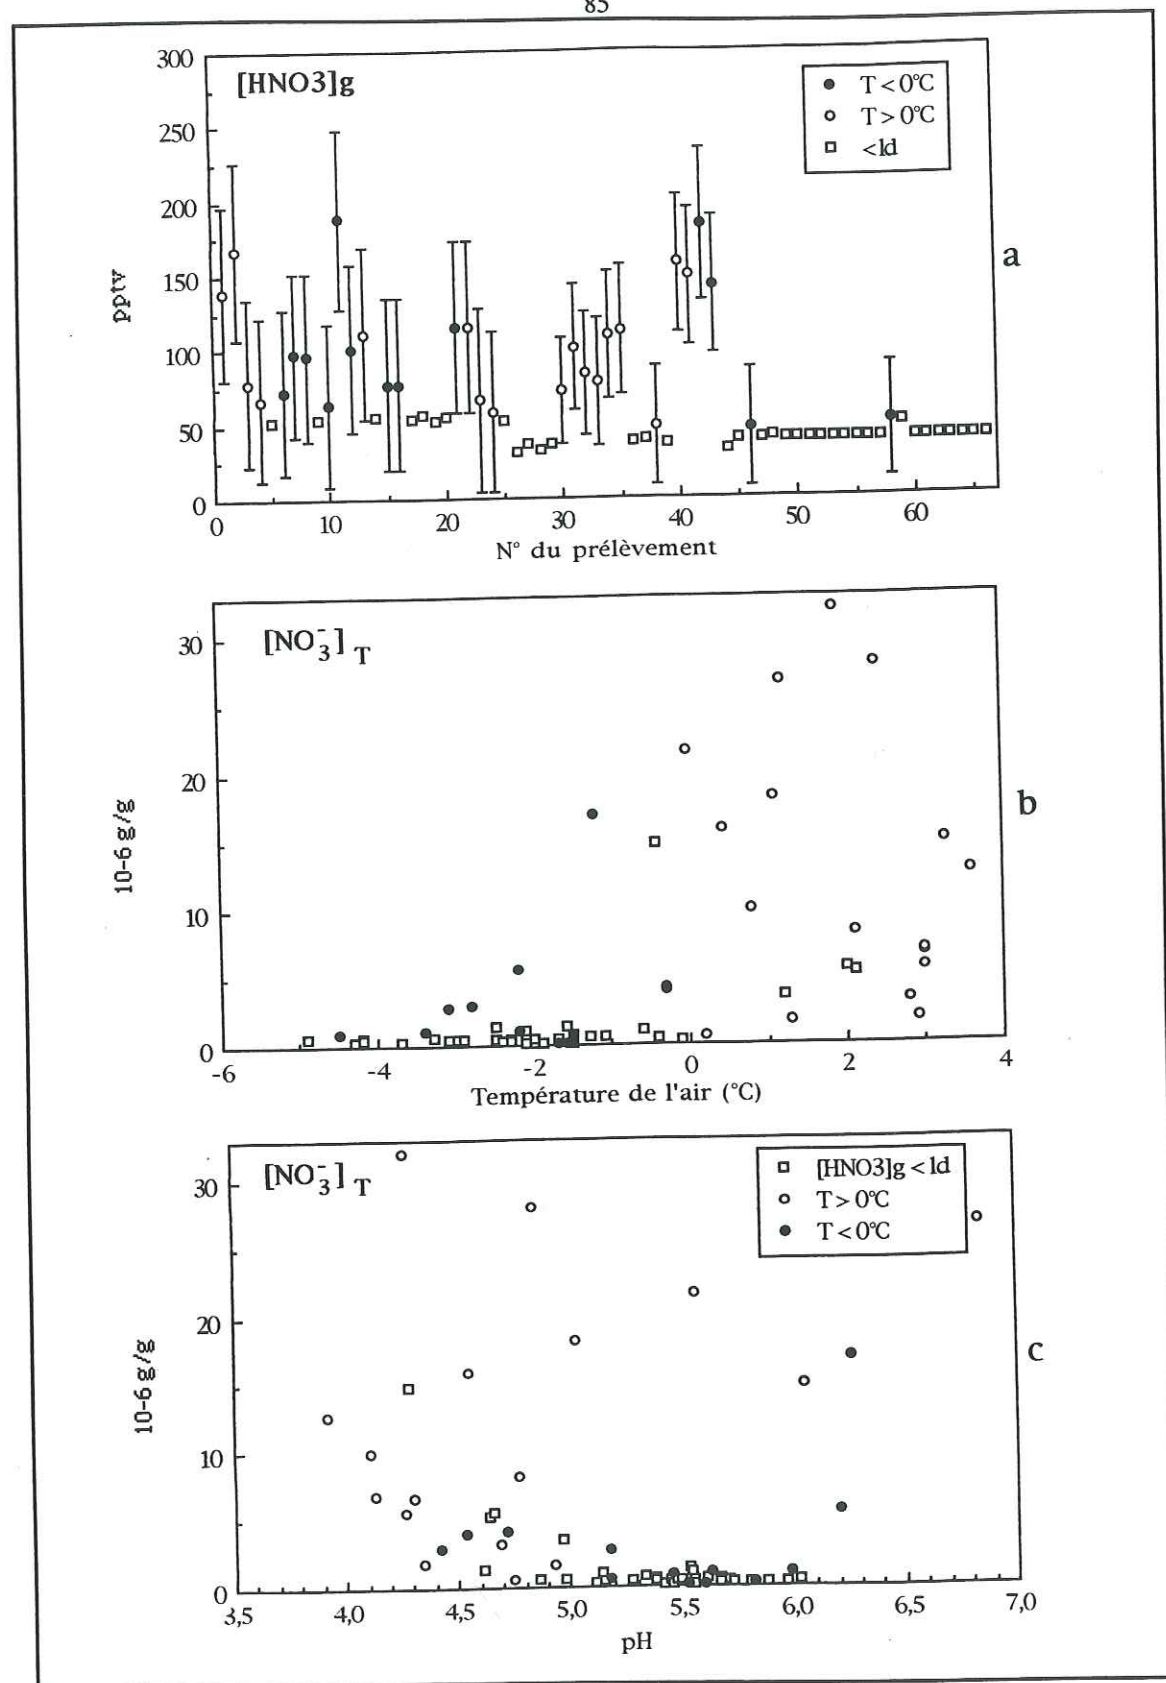 85
300
[HNO3]g
T < 0°C
T > 0°C
< ld
250
200
150
100
50
0
pptv
a
0 10 20 30 40 50 60
N° du prélèvement
[NO3-] T
30
20
10
0
10-6 g/g
b
-6 -4 -2 0 2 4
Température de l'air (°C)
[NO3-] T
[HNO3]g < ld
T > 0°C
T < 0°C
30
20
10
0
10-6 g/g
c
3,5 4,0 4,5 5,0 5,5 6,0 6,5 7,0
pH